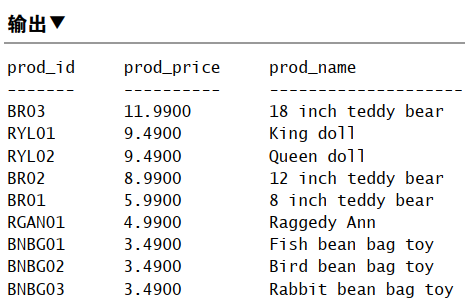 输出▼
prod_id prod_price prod_name
------- ---------- --------------------
BR03 11.9900 18 inch teddy bear
RYL01 9.4900 King doll
RYL02 9.4900 Queen doll
BR02 8.9900 12 inch teddy bear
BR01 5.9900 8 inch teddy bear
RGAN01 4.9900 Raggedy Ann
BNBG01 3.4900 Fish bean bag toy
BNBG02 3.4900 Bird bean bag toy
BNBG03 3.4900 Rabbit bean bag toy